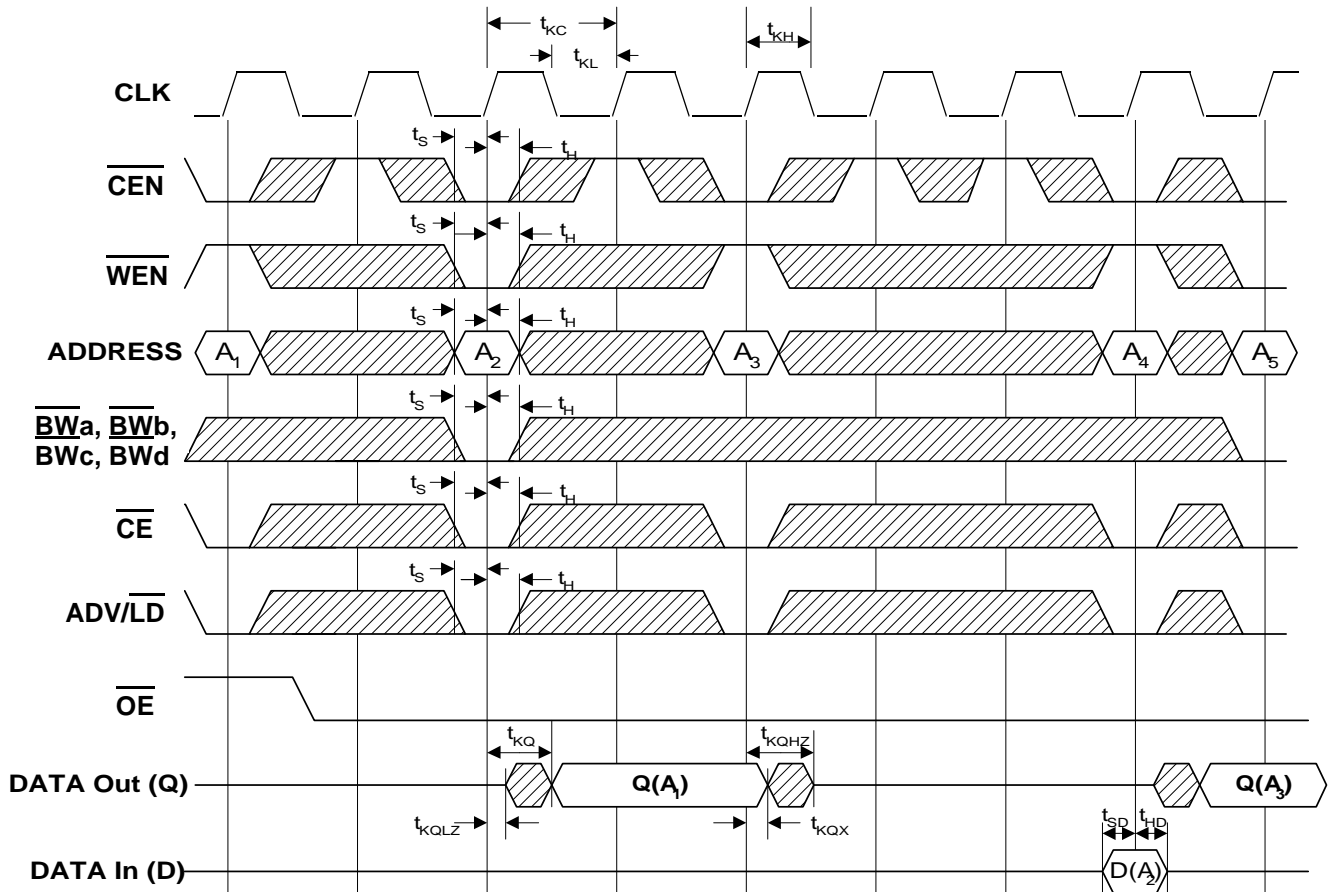 tKC
tKL
tKH
CLK
tS
tH
CEN
tS
tH
WEN
tS
tH
ADDRESS
A1
A2
A3
A4
A5
tS
tH
BWa, BWb,
BWc, BWd
tS
tH
CE
tS
tH
ADV/LD
OE
tKQ
tKQHZ
DATA Out (Q)
Q(A1)
Q(A3)
tKQLZ
tKQX
tSD
tHD
DATA In (D)
D(A2)